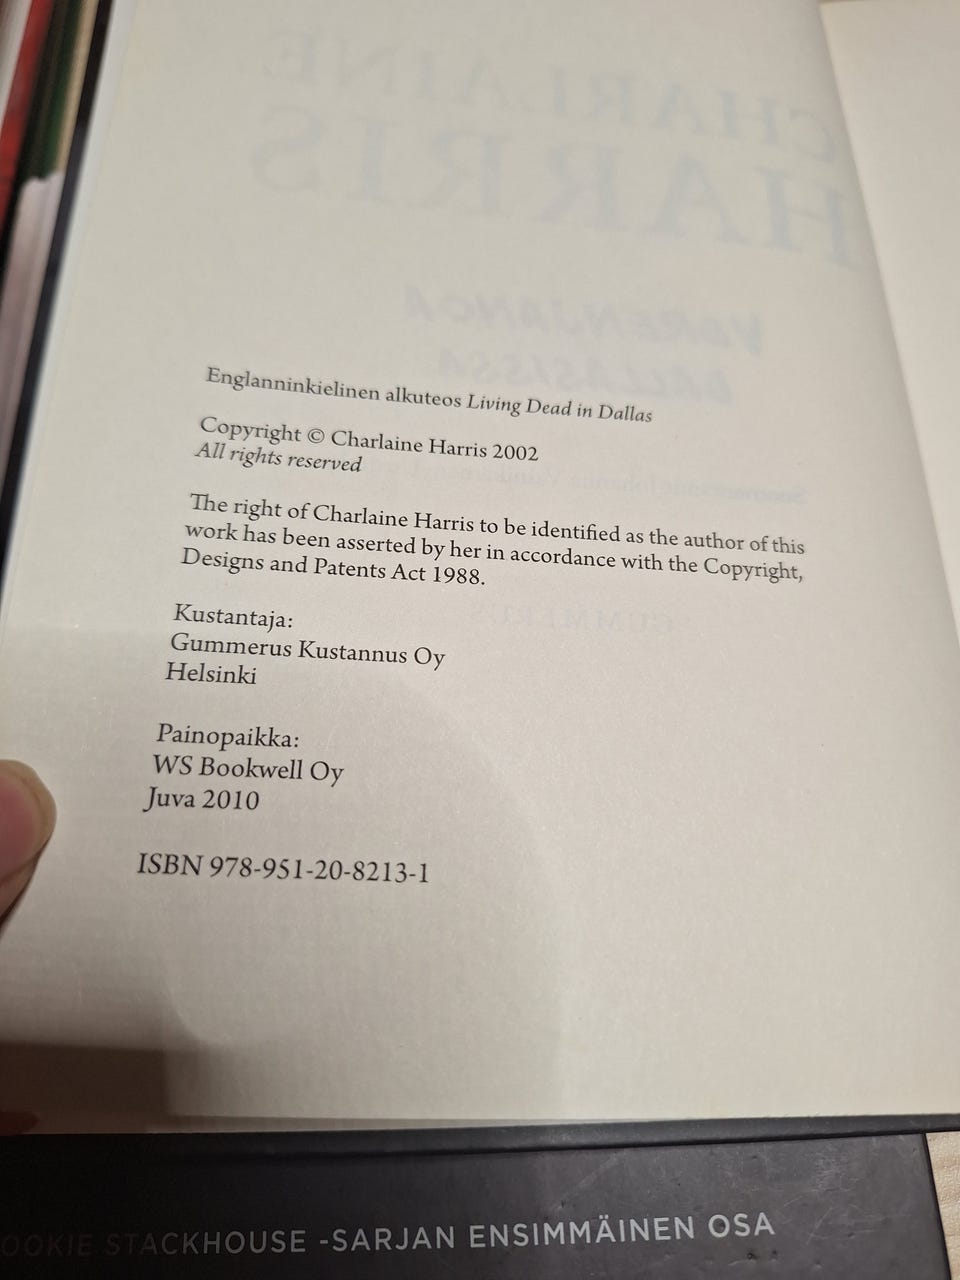 Englanninkielinen alkuteos Living Dead in Dallas
Copyright © Charlaine Harris 2002
All rights reserved
The right of Charlaine Harris to be identified as the author of this
work has been asserted by her in accordance with the Copyright,
Designs and Patents Act 1988.
Kustantaja:
Gummerus Kustannus Oy
Helsinki
Painopaikka:
WS Bookwell Oy
Juva 2010
ISBN 978-951-20-8213-1
OOKIE STACKHOUSE -SARJAN ENSIMMÄINEN OSA